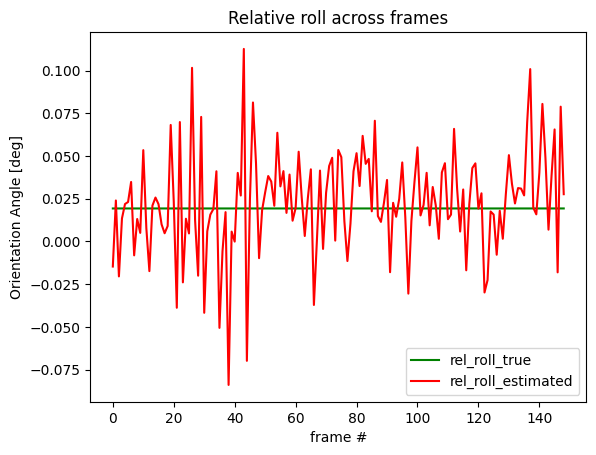 Relative roll across frames
Orientation Angle [deg]
0.100
0.075
0.050
0.025
0.000
−0.025
−0.050
−0.075
0 20 40 60 80 100 120 140
frame #
rel_roll_true
rel_roll_estimated